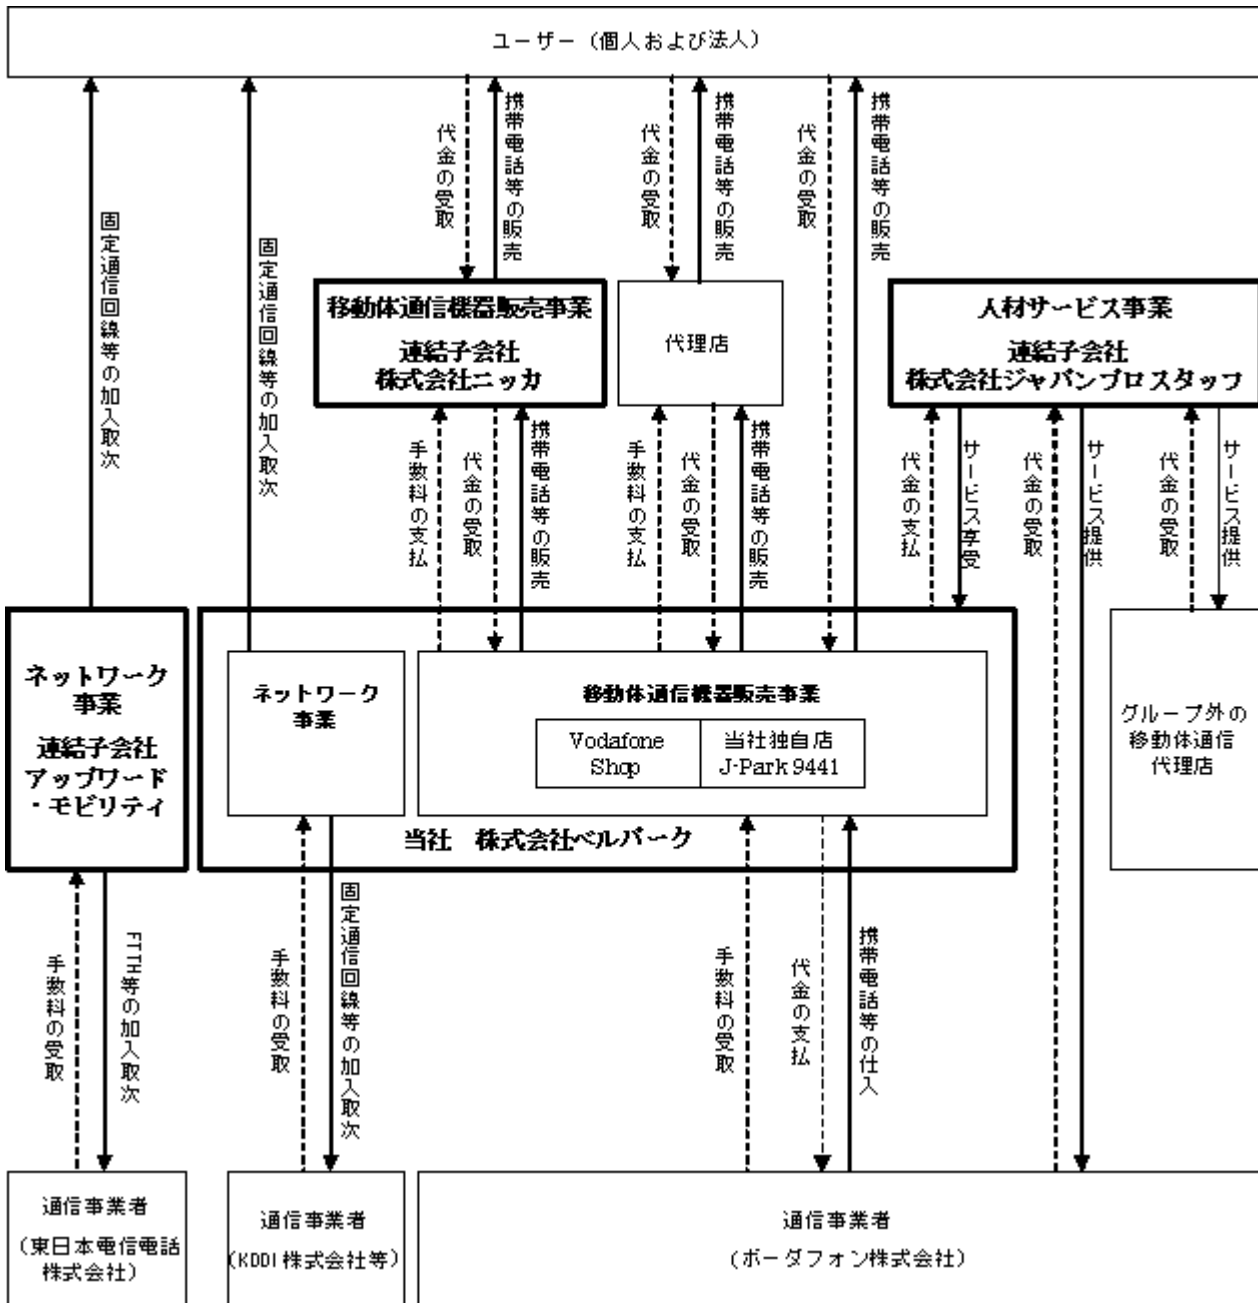 ユーザー（個人および法人）
固定通信回線等の加入取次
固定通信回線等の加入取次
代金の受取
携帯電話等の販売
代金の受取
携帯電話等の販売
代金の受取
携帯電話等の販売
移動体通信機器販売事業
連結子会社
株式会社ニッカ
代理店
人材サービス事業
連結子会社
株式会社ジャパンプロスタッフ
手数料の支払
代金の受取
携帯電話等の販売
手数料の支払
代金の受取
携帯電話等の販売
代金の支払
サービス享受
代金の受取
サービス提供
代金の受取
サービス提供
ネットワーク
事業
連結子会社
アップワード
・モビリティ
ネットワーク
事業
移動体通信機器販売事業
Vodafone
Shop
当社独自店
J-Park 9441
当社　株式会社ベルパーク
グループ外の
移動体通信
代理店
手数料の受取
FTTH等の加入取次
手数料の受取
固定通信回線等の加入取次
手数料の受取
代金の支払
携帯電話等の仕入
通信事業者
（東日本電信電話
株式会社）
通信事業者
(KDDI株式会社等)
通信事業者
（ボーダフォン株式会社）